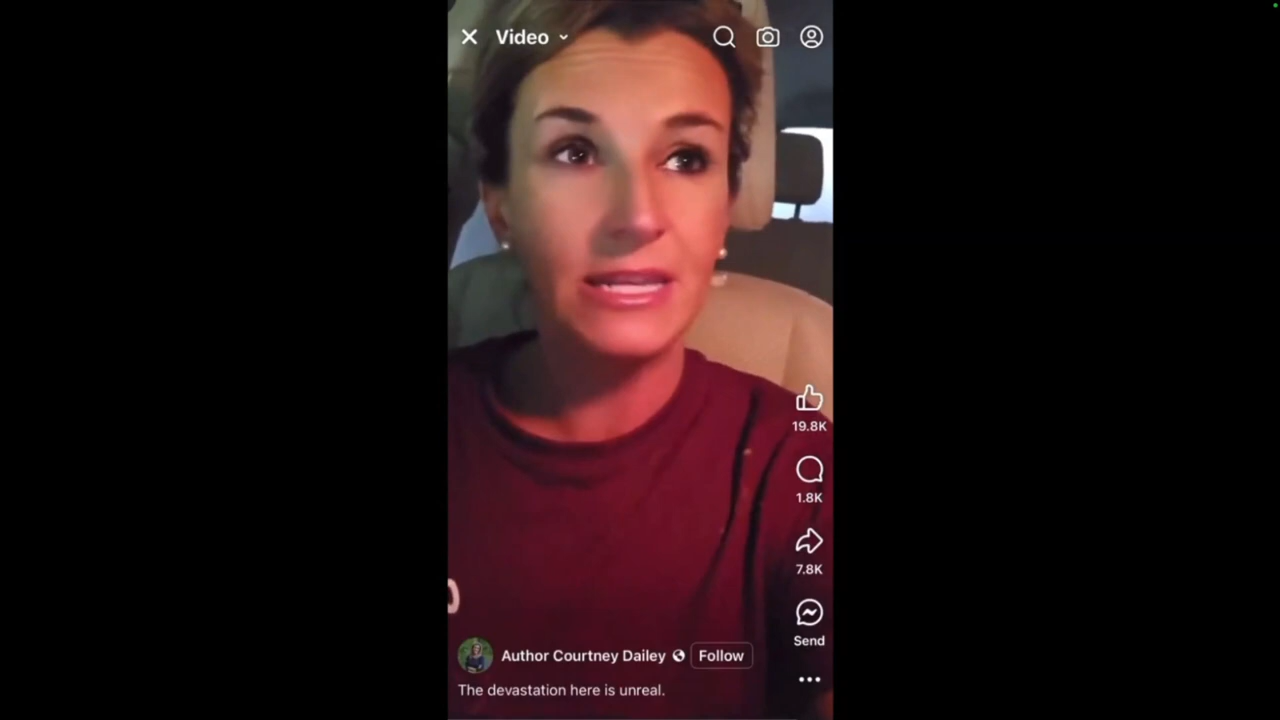 Video
19.8K
1.8K
7.8K
Send
Author Courtney Dailey Follow
The devastation here is unreal.